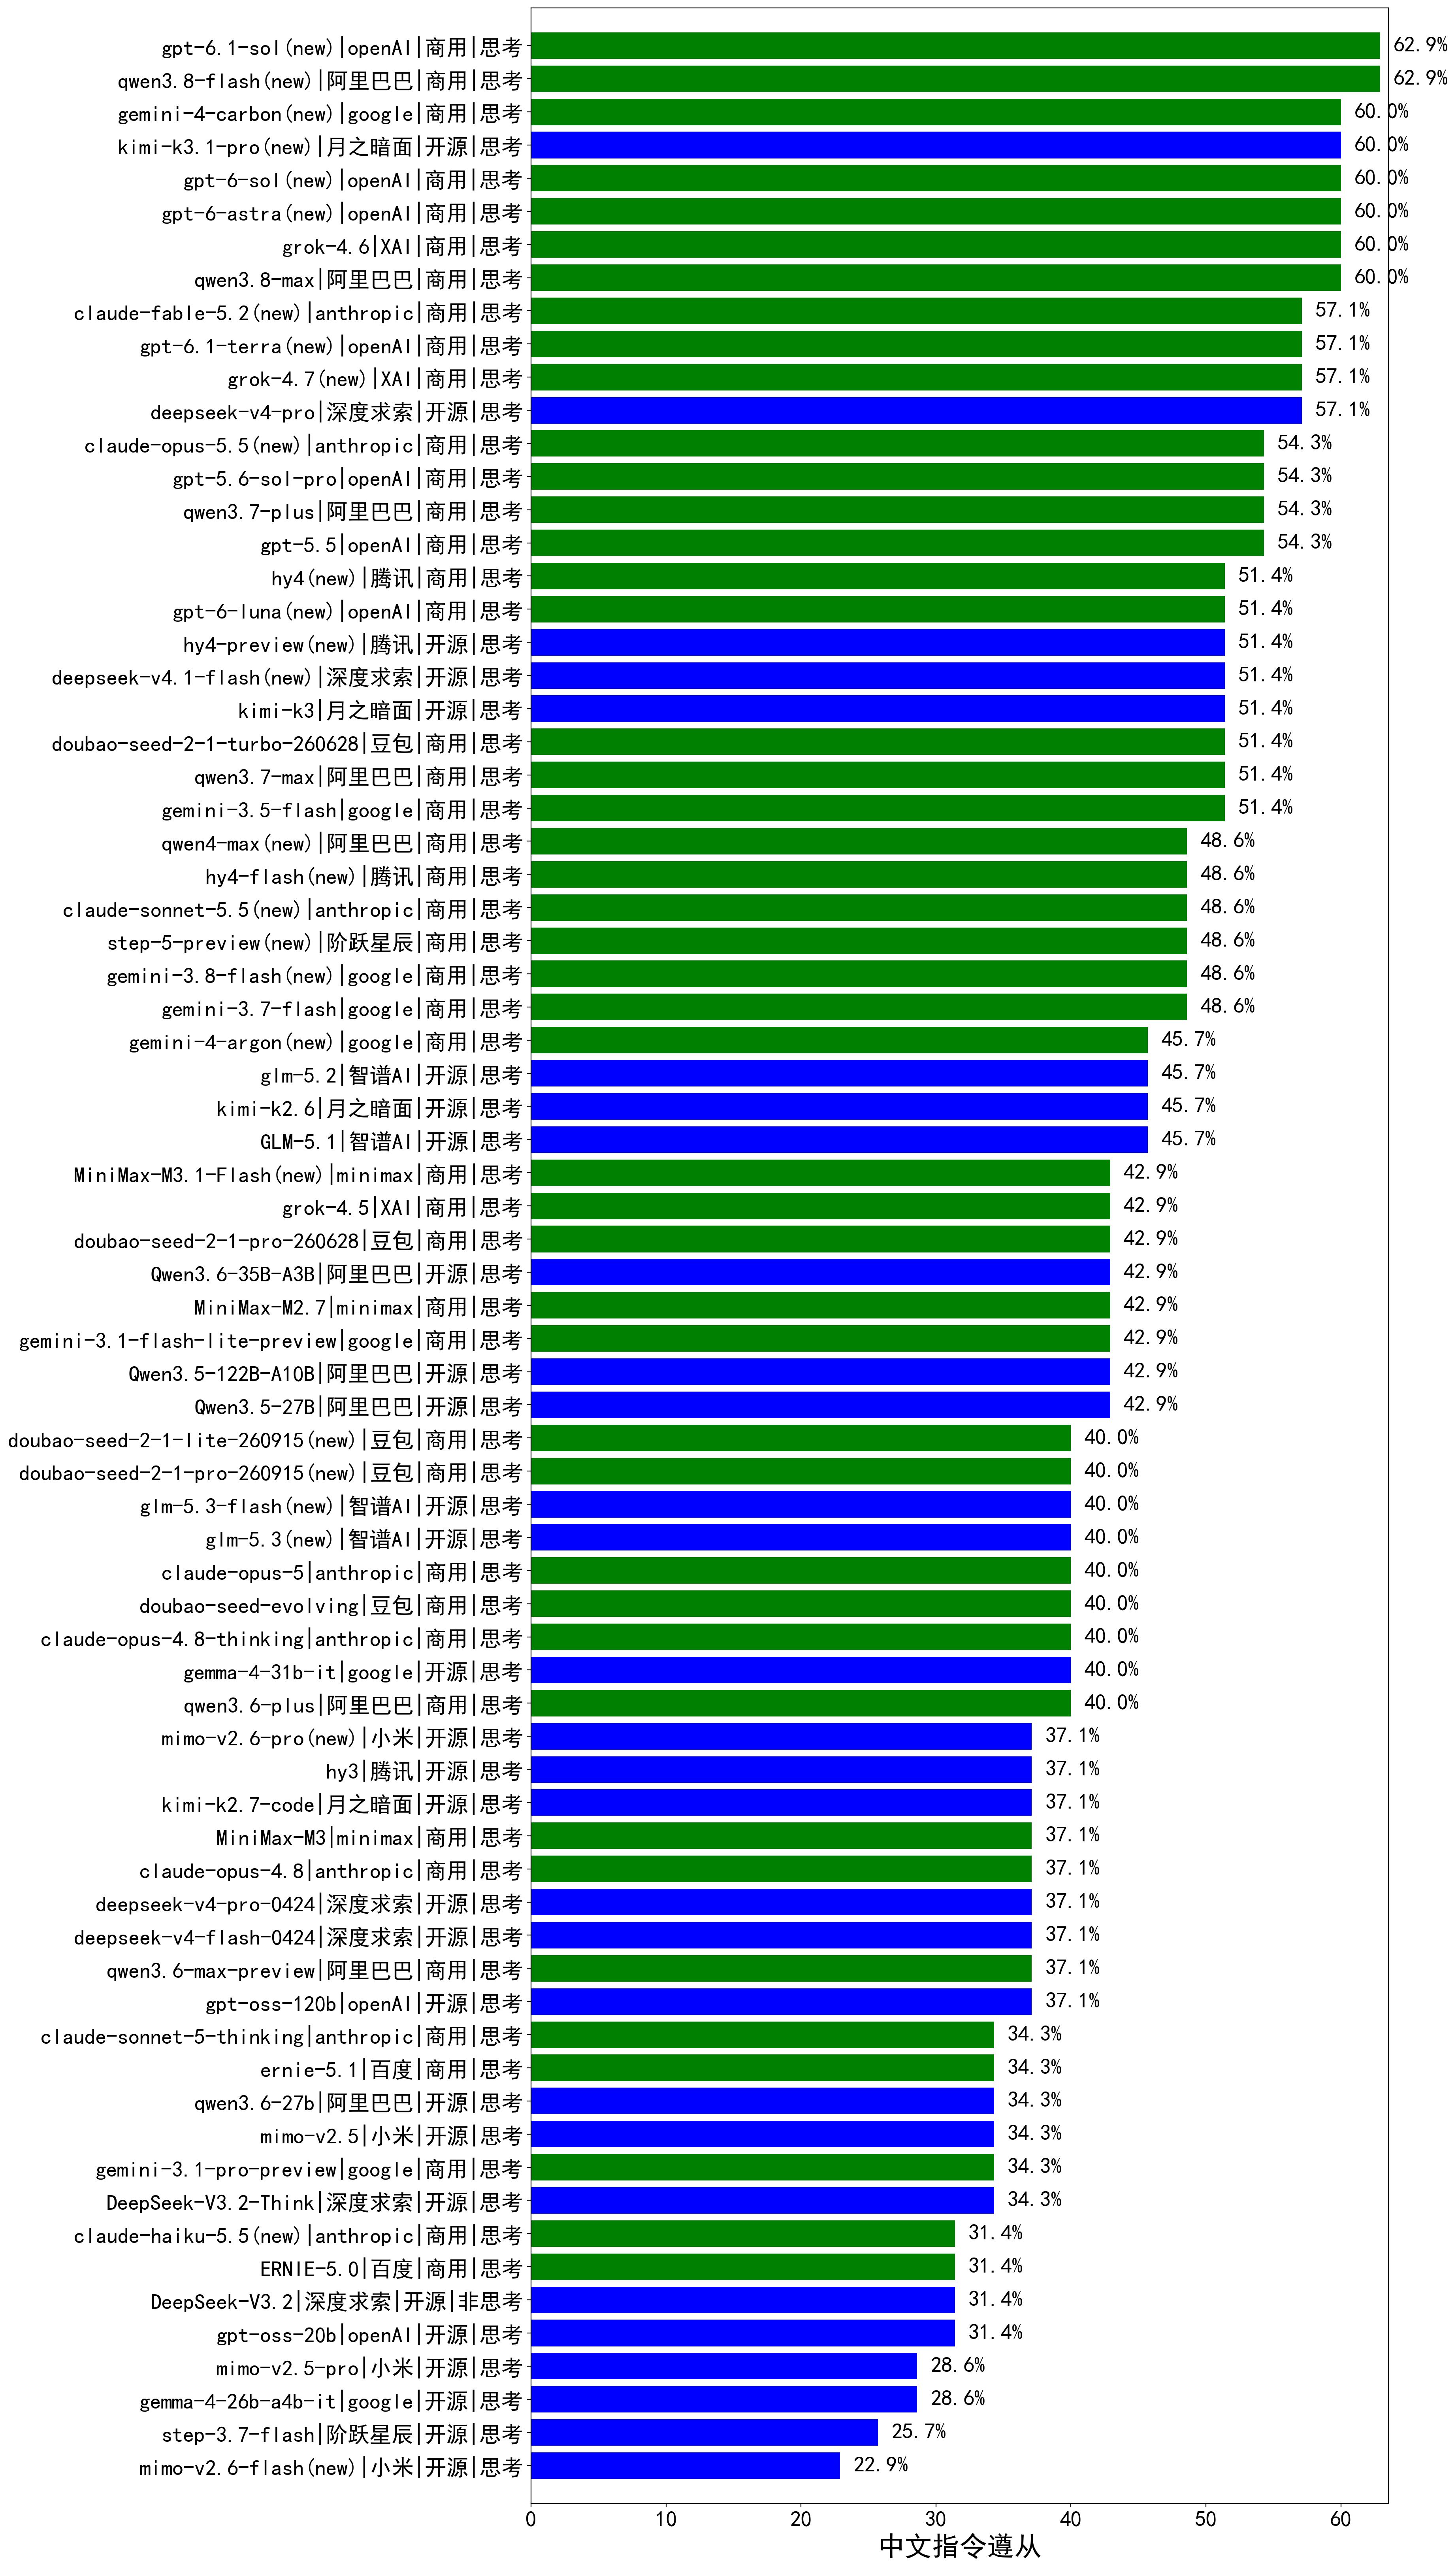 gpt-6.1-sol(new)|openAI|商用|思考 62.9%
qwen3.8-flash(new)|阿里巴巴|商用|思考 62.9%
gemini-4-carbon(new)|google|商用|思考 60.0%
kimi-k3.1-pro(new)|月之暗面|开源|思考 60.0%
gpt-6-sol(new)|openAI|商用|思考 60.0%
gpt-6-astra(new)|openAI|商用|思考 60.0%
grok-4.6|XAI|商用|思考 60.0%
qwen3.8-max|阿里巴巴|商用|思考 60.0%
claude-fable-5.2(new)|anthropic|商用|思考 57.1%
gpt-6.1-terra(new)|openAI|商用|思考 57.1%
grok-4.7(new)|XAI|商用|思考 57.1%
deepseek-v4-pro|深度求索|开源|思考 57.1%
claude-opus-5.5(new)|anthropic|商用|思考 54.3%
gpt-5.6-sol-pro|openAI|商用|思考 54.3%
qwen3.7-plus|阿里巴巴|商用|思考 54.3%
gpt-5.5|openAI|商用|思考 54.3%
hy4(new)|腾讯|商用|思考 51.4%
gpt-6-luna(new)|openAI|商用|思考 51.4%
hy4-preview(new)|腾讯|开源|思考 51.4%
deepseek-v4.1-flash(new)|深度求索|开源|思考 51.4%
kimi-k3|月之暗面|开源|思考 51.4%
doubao-seed-2-1-turbo-260628|豆包|商用|思考 51.4%
qwen3.7-max|阿里巴巴|商用|思考 51.4%
gemini-3.5-flash|google|商用|思考 51.4%
qwen4-max(new)|阿里巴巴|商用|思考 48.6%
hy4-flash(new)|腾讯|商用|思考 48.6%
claude-sonnet-5.5(new)|anthropic|商用|思考 48.6%
step-5-preview(new)|阶跃星辰|商用|思考 48.6%
gemini-3.8-flash(new)|google|商用|思考 48.6%
gemini-3.7-flash|google|商用|思考 48.6%
gemini-4-argon(new)|google|商用|思考 45.7%
glm-5.2|智谱AI|开源|思考 45.7%
kimi-k2.6|月之暗面|开源|思考 45.7%
GLM-5.1|智谱AI|开源|思考 45.7%
MiniMax-M3.1-Flash(new)|minimax|商用|思考 42.9%
grok-4.5|XAI|商用|思考 42.9%
doubao-seed-2-1-pro-260628|豆包|商用|思考 42.9%
Qwen3.6-35B-A3B|阿里巴巴|开源|思考 42.9%
MiniMax-M2.7|minimax|商用|思考 42.9%
gemini-3.1-flash-lite-preview|google|商用|思考 42.9%
Qwen3.5-122B-A10B|阿里巴巴|开源|思考 42.9%
Qwen3.5-27B|阿里巴巴|开源|思考 42.9%
doubao-seed-2-1-lite-260915(new)|豆包|商用|思考 40.0%
doubao-seed-2-1-pro-260915(new)|豆包|商用|思考 40.0%
glm-5.3-flash(new)|智谱AI|开源|思考 40.0%
glm-5.3(new)|智谱AI|开源|思考 40.0%
claude-opus-5|anthropic|商用|思考 40.0%
doubao-seed-evolving|豆包|商用|思考 40.0%
claude-opus-4.8-thinking|anthropic|商用|思考 40.0%
gemma-4-31b-it|google|开源|思考 40.0%
qwen3.6-plus|阿里巴巴|商用|思考 40.0%
mimo-v2.6-pro(new)|小米|开源|思考 37.1%
hy3|腾讯|开源|思考 37.1%
kimi-k2.7-code|月之暗面|开源|思考 37.1%
MiniMax-M3|minimax|商用|思考 37.1%
claude-opus-4.8|anthropic|商用|思考 37.1%
deepseek-v4-pro-0424|深度求索|开源|思考 37.1%
deepseek-v4-flash-0424|深度求索|开源|思考 37.1%
qwen3.6-max-preview|阿里巴巴|商用|思考 37.1%
gpt-oss-120b|openAI|开源|思考 37.1%
claude-sonnet-5-thinking|anthropic|商用|思考 34.3%
ernie-5.1|百度|商用|思考 34.3%
qwen3.6-27b|阿里巴巴|开源|思考 34.3%
mimo-v2.5|小米|开源|思考 34.3%
gemini-3.1-pro-preview|google|商用|思考 34.3%
DeepSeek-V3.2-Think|深度求索|开源|思考 34.3%
claude-haiku-5.5(new)|anthropic|商用|思考 31.4%
ERNIE-5.0|百度|商用|思考 31.4%
DeepSeek-V3.2|深度求索|开源|非思考 31.4%
gpt-oss-20b|openAI|开源|思考 31.4%
mimo-v2.5-pro|小米|开源|思考 28.6%
gemma-4-26b-a4b-it|google|开源|思考 28.6%
step-3.7-flash|阶跃星辰|开源|思考 25.7%
mimo-v2.6-flash(new)|小米|开源|思考 22.9%
0 10 20 30 40 50 60
中文指令遵从